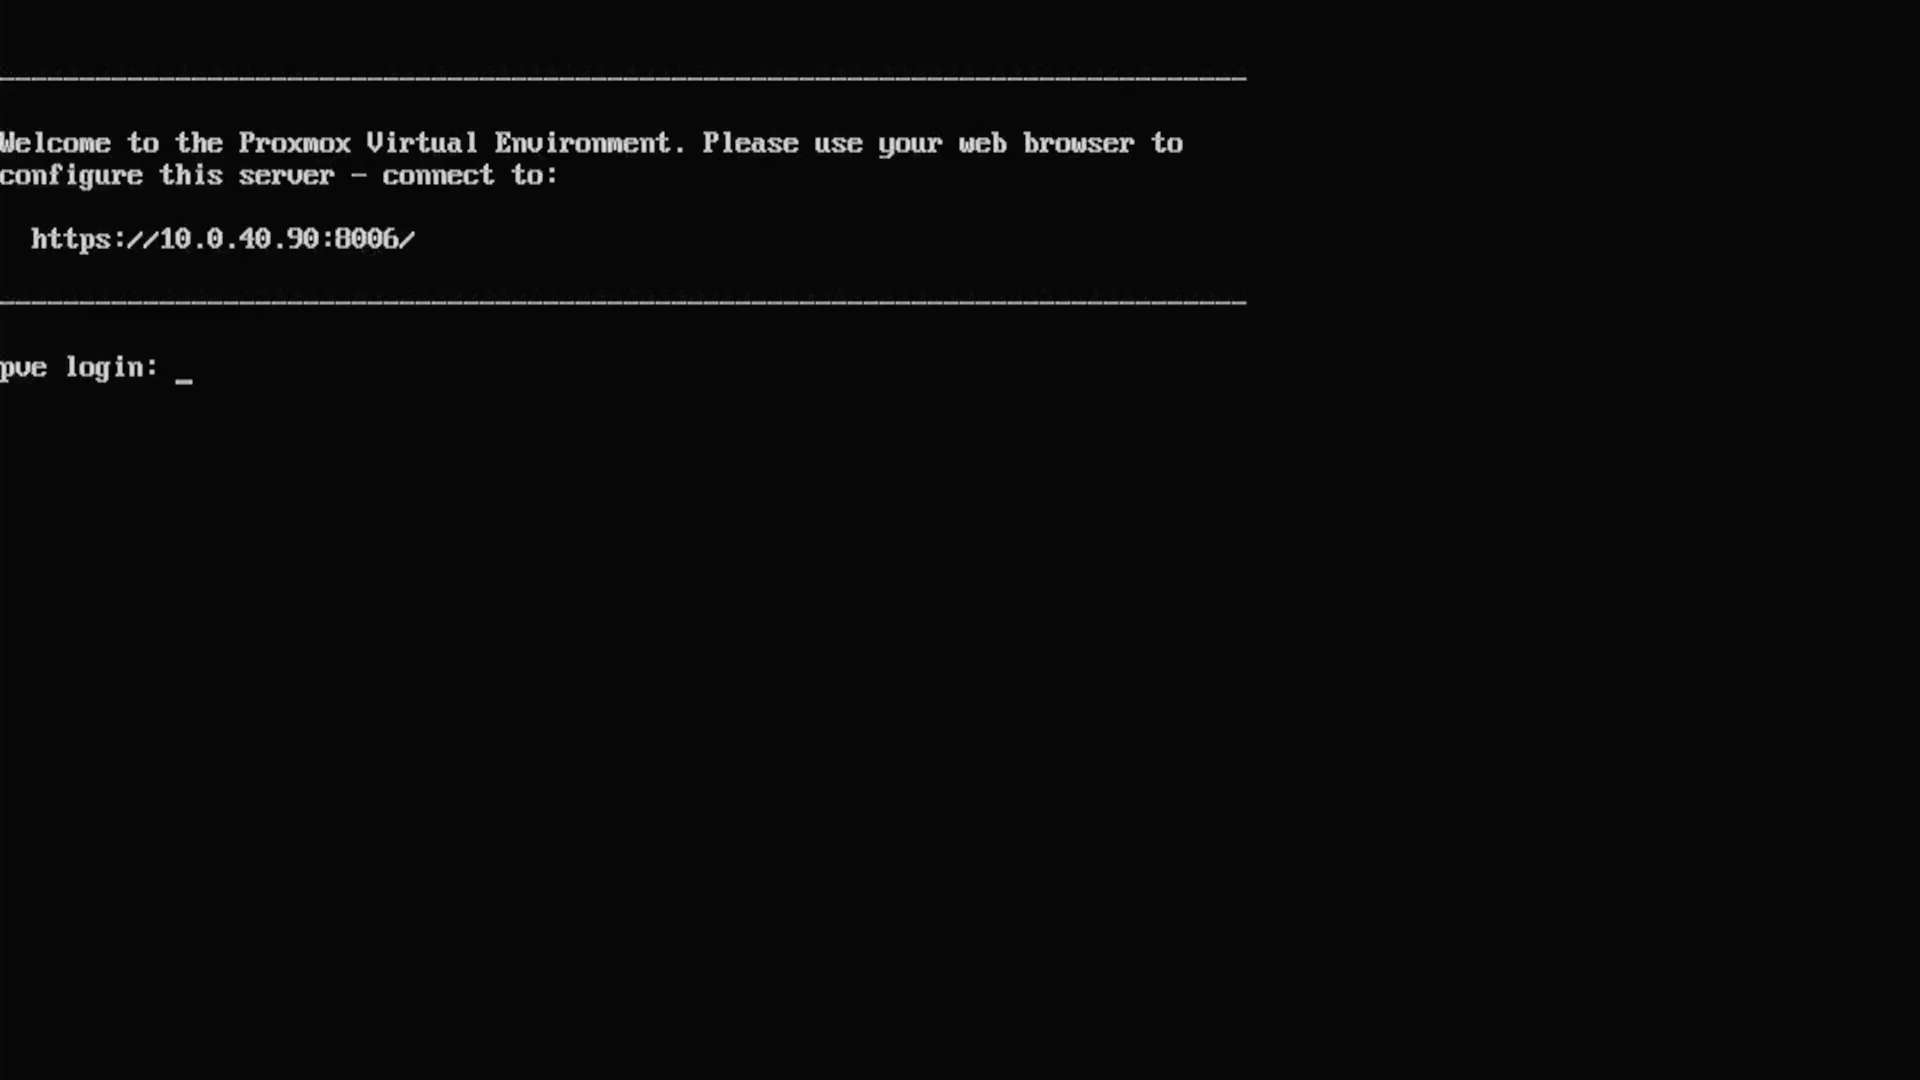 Welcome to the Proxmox Virtual Environment. Please use your web browser to
configure this server - connect to:
https://10.0.40.90:8006/
pve login: _